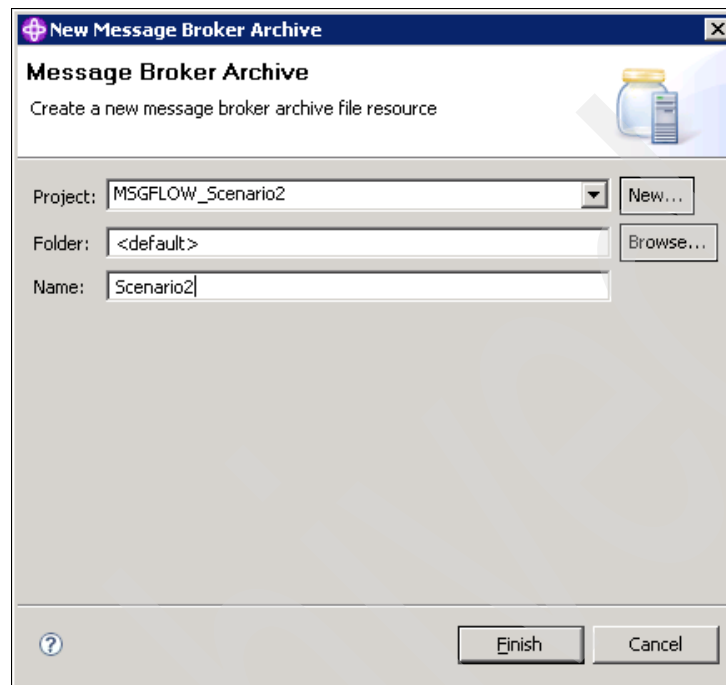 New Message Broker Archive
Message Broker Archive
Create a new message broker archive file resource
Project: MSGFLOW_Scenario2 New...
Folder: <default> Browse...
Name: Scenario2
Finish Cancel